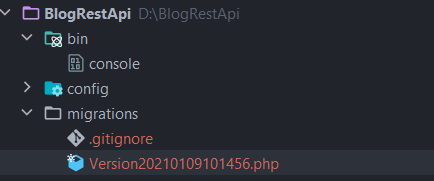 BlogRestApi D:\BlogRestApi
bin
console
config
migrations
.gitignore
Version20210109101456.php